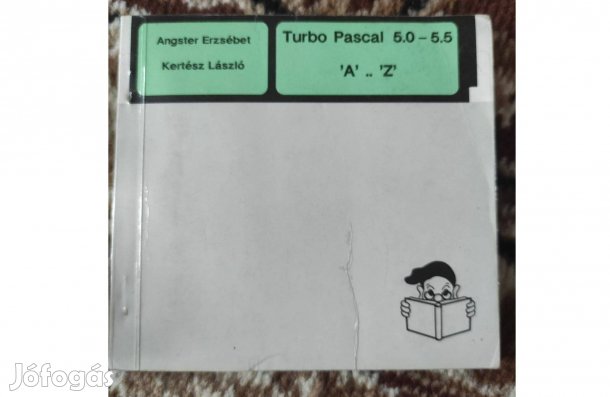 Angster Erzsébet
Kertész László
Turbo Pascal 5.0 – 5.5
'A' .. 'Z'
Jófogás